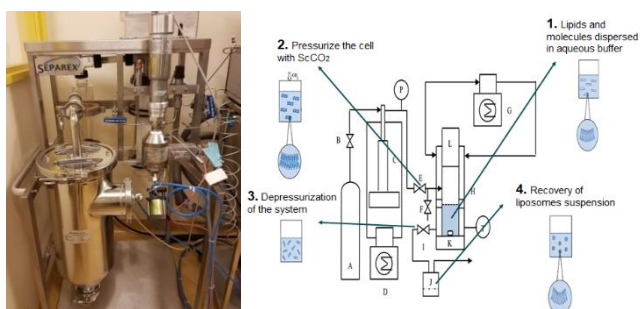 SEPAREX
1. Lipids and
molecules dispersed
in aqueous buffer
2. Pressurize the cell
with ScCO₂
3. Depressurization
of the system
4. Recovery of
liposomes suspension
P
G
B
L
C
E
H
F
I
T
K
A
D
J